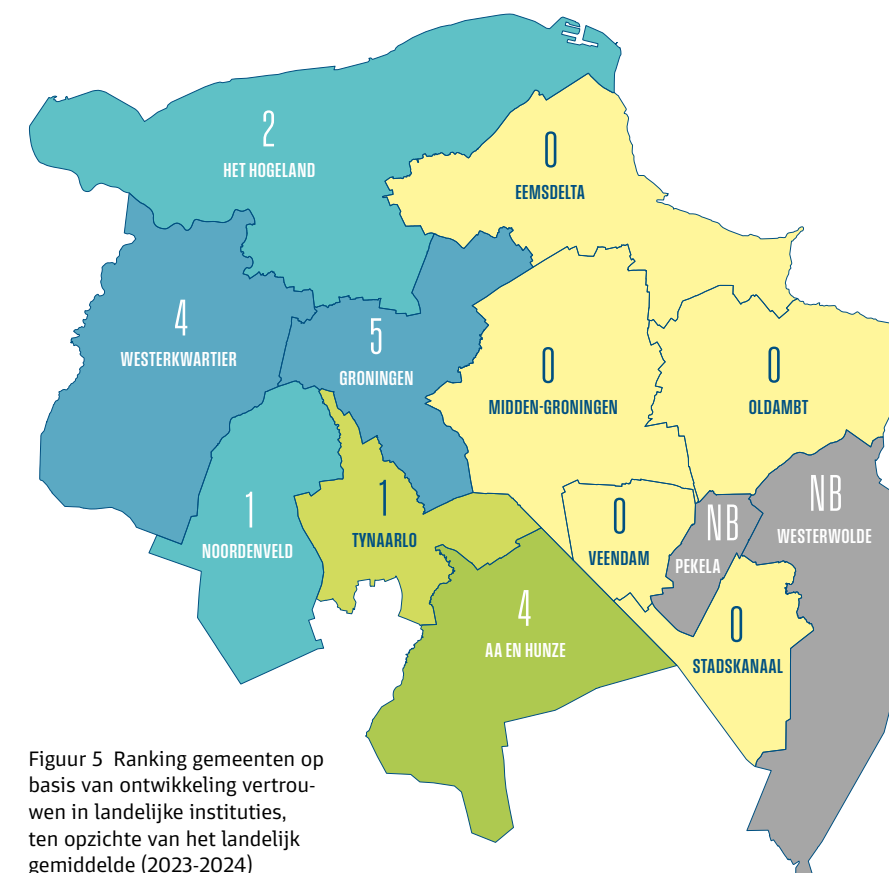 2
HET HOGELAND
0
EEMSDELTA
4
WESTERKWARTIER
5
GRONINGEN
0
MIDDEN-GRONINGEN
0
OLDAMBT
1
NOORDENVELD
1
TYNAARLO
0
VEENDAM
NB
PEKELA
NB
WESTERWOLDE
4
AA EN HUNZE
0
STADSKANAAL
Figuur 5 Ranking gemeenten op
basis van ontwikkeling vertrou-
wen in landelijke instituties,
ten opzichte van het landelijk
gemiddelde (2023-2024)